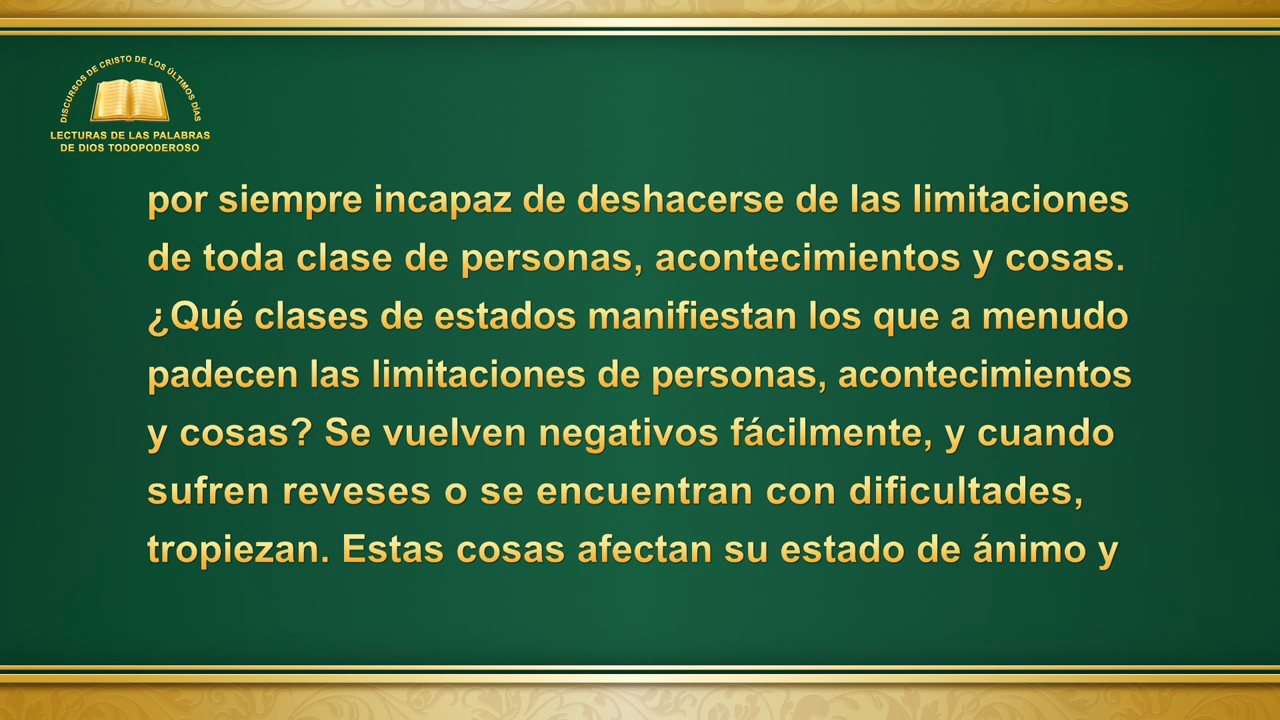 DISCURSOS DE CRISTO DE LOS ÚLTIMOS DÍAS
LECTURAS DE LAS PALABRAS
DE DIOS TODOPODEROSO
por siempre incapaz de deshacerse de las limitaciones
de toda clase de personas, acontecimientos y cosas.
¿Qué clases de estados manifiestan los que a menudo
padecen las limitaciones de personas, acontecimientos
y cosas? Se vuelven negativos fácilmente, y cuando
sufren reveses o se encuentran con dificultades,
tropiezan. Estas cosas afectan su estado de ánimo y